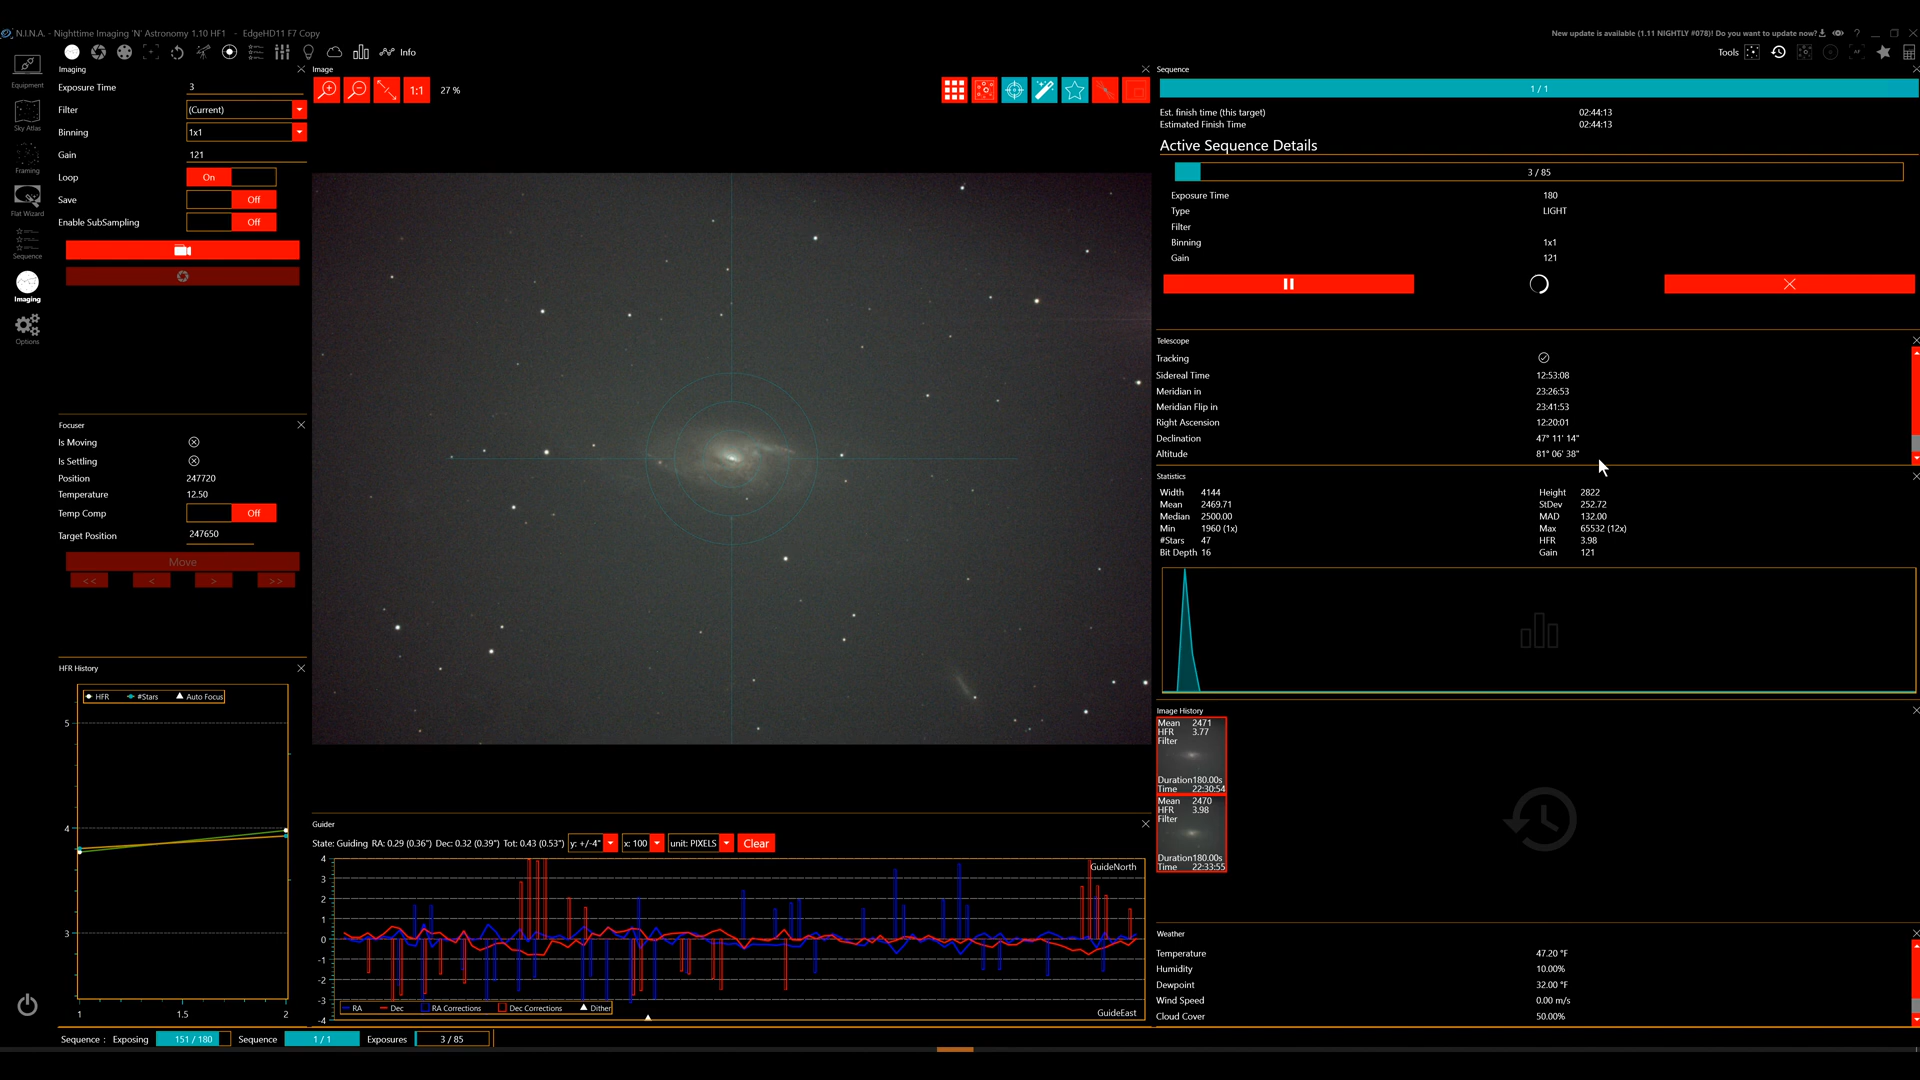 N.I.N.A. - Nighttime Imaging 'N' Astronomy 1.10 HF1 - EdgeHD11 F7 Copy
New update is available (1.11 NIGHTLY #078)! Do you want to update now?
Info
Tools
Equipment
Sky Atlas
Framing
Flat Wizard
Sequence
Imaging
Options
Imaging
Exposure Time 3
Filter (Current)
Binning 1x1
Gain 121
Loop On
Save Off
Enable SubSampling Off
Focuser
Is Moving
Is Settling
Position 247720
Temperature 12.50
Temp Comp Off
Target Position 247650
Move
<< < > >>
HFR History
HFR #Stars Auto Focus
5
4
3
1 1.5 2
Image
1:1 27 %
Guider
State: Guiding RA: 0.29 (0.36") Dec: 0.32 (0.39") Tot: 0.43 (0.53") y: +/-4" x: 100 unit: PIXELS Clear
GuideNorth
4
3
2
1
0
-1
-2
-3
-4
RA Dec RA Corrections Dec Corrections Dither
GuideEast
Sequence
1 / 1
Est. finish time (this target) 02:44:13
Estimated Finish Time 02:44:13
Active Sequence Details
3 / 85
Exposure Time 180
Type LIGHT
Filter
Binning 1x1
Gain 121
Telescope
Tracking
Sidereal Time 12:53:08
Meridian in 23:26:53
Meridian Flip in 23:41:53
Right Ascension 12:20:01
Declination 47° 11' 14"
Altitude 81° 06' 38"
Statistics
Width 4144 Height 2822
Mean 2469.71 StDev 252.72
Median 2500.00 MAD 132.00
Min 1960 (1x) Max 65532 (12x)
#Stars 47 HFR 3.98
Bit Depth 16 Gain 121
Image History
Mean 2471
HFR 3.77
Filter
Duration 180.00s
Time 22:30:54
Mean 2470
HFR 3.98
Filter
Duration 180.00s
Time 22:33:55
Weather
Temperature 47.20 °F
Humidity 10.00%
Dewpoint 32.00 °F
Wind Speed 0.00 m/s
Cloud Cover 50.00%
Sequence : Exposing 151 / 180 Sequence 1 / 1 Exposures 3 / 85